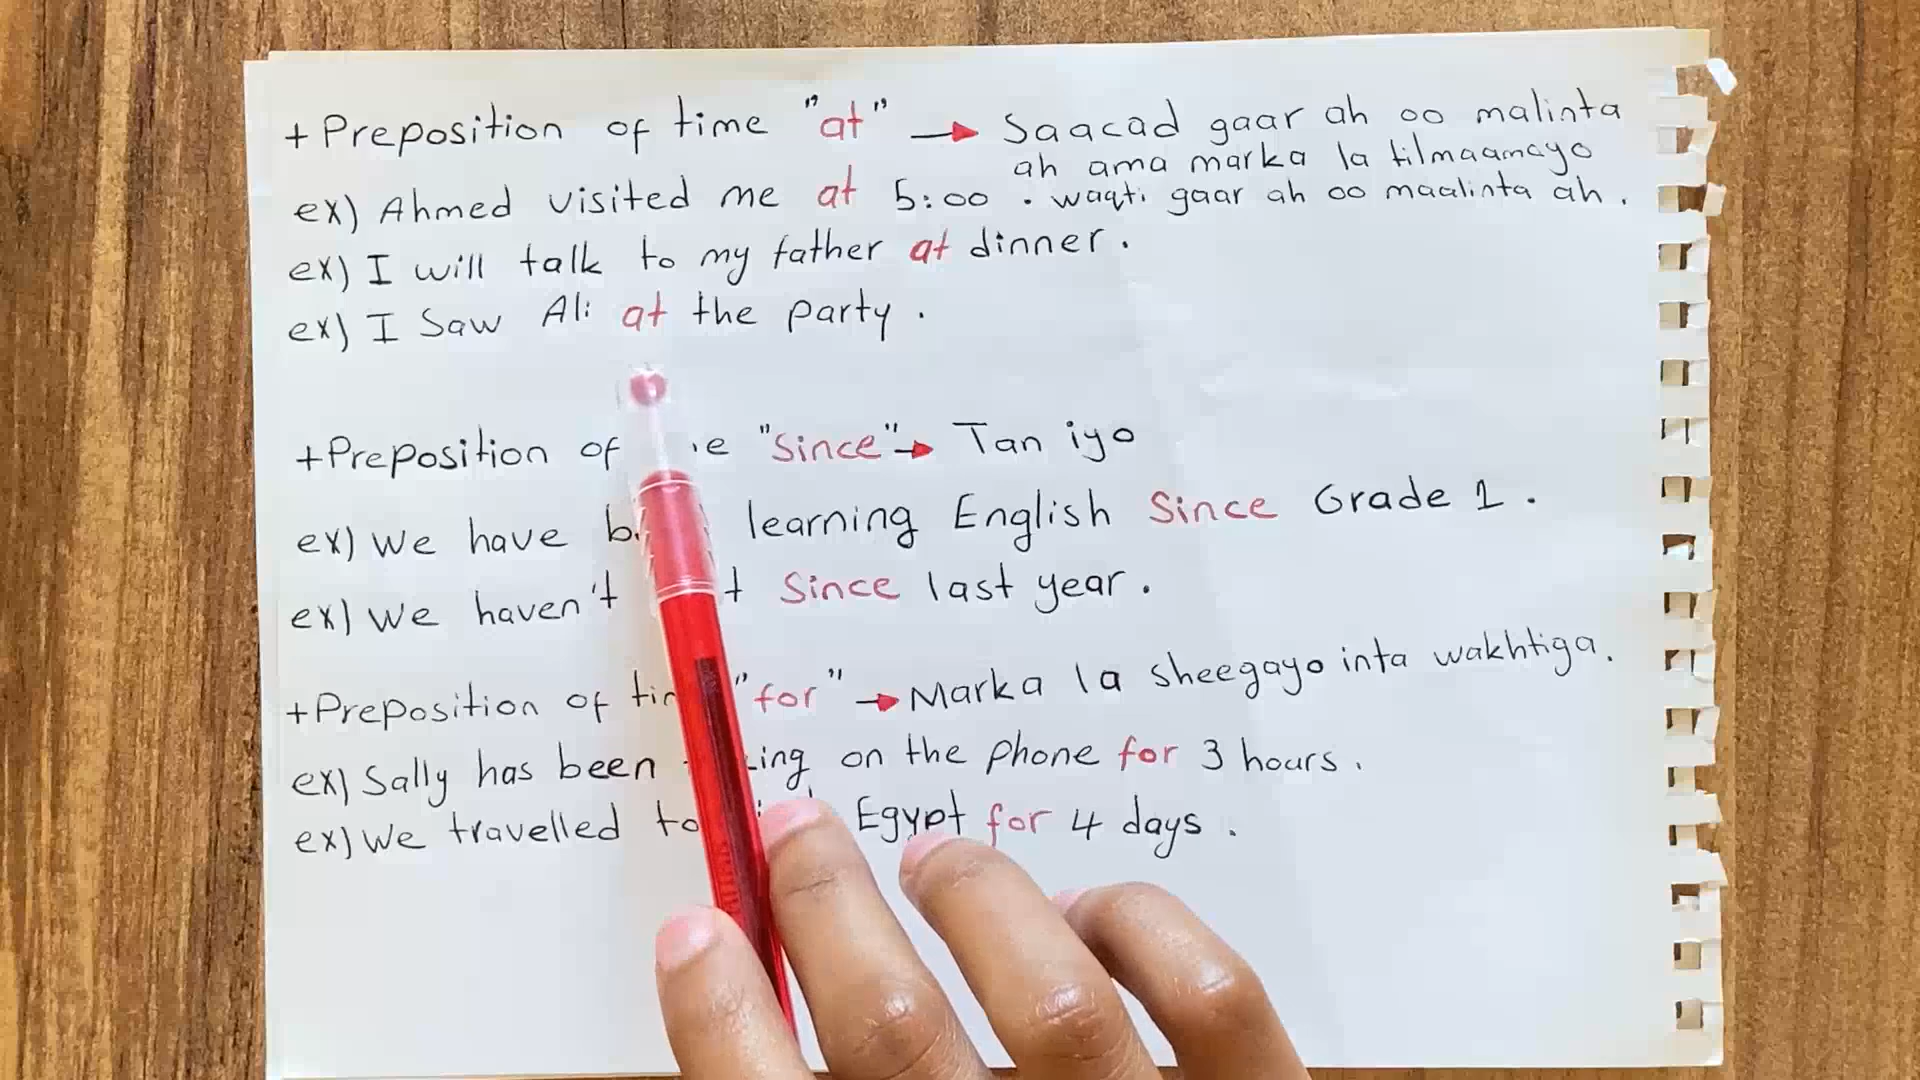 + Preposition of time "at" → Saacad gaar ah oo malinta
ah ama marka la tilmaamayo
ex) Ahmed visited me at 5:00 . waqti gaar ah oo maalinta ah .
ex) I will talk to my father at dinner .
ex) I Saw Ali at the party .
+Preposition of "Since" → Tan iyo
ex) We have learning English Since Grade 1 .
ex) We haven't Since last year .
+Preposition of "for" → Marka la sheegayo inta wakhtiga .
ex) Sally has been on the phone for 3 hours .
ex) We travelled to Egypt for 4 days .